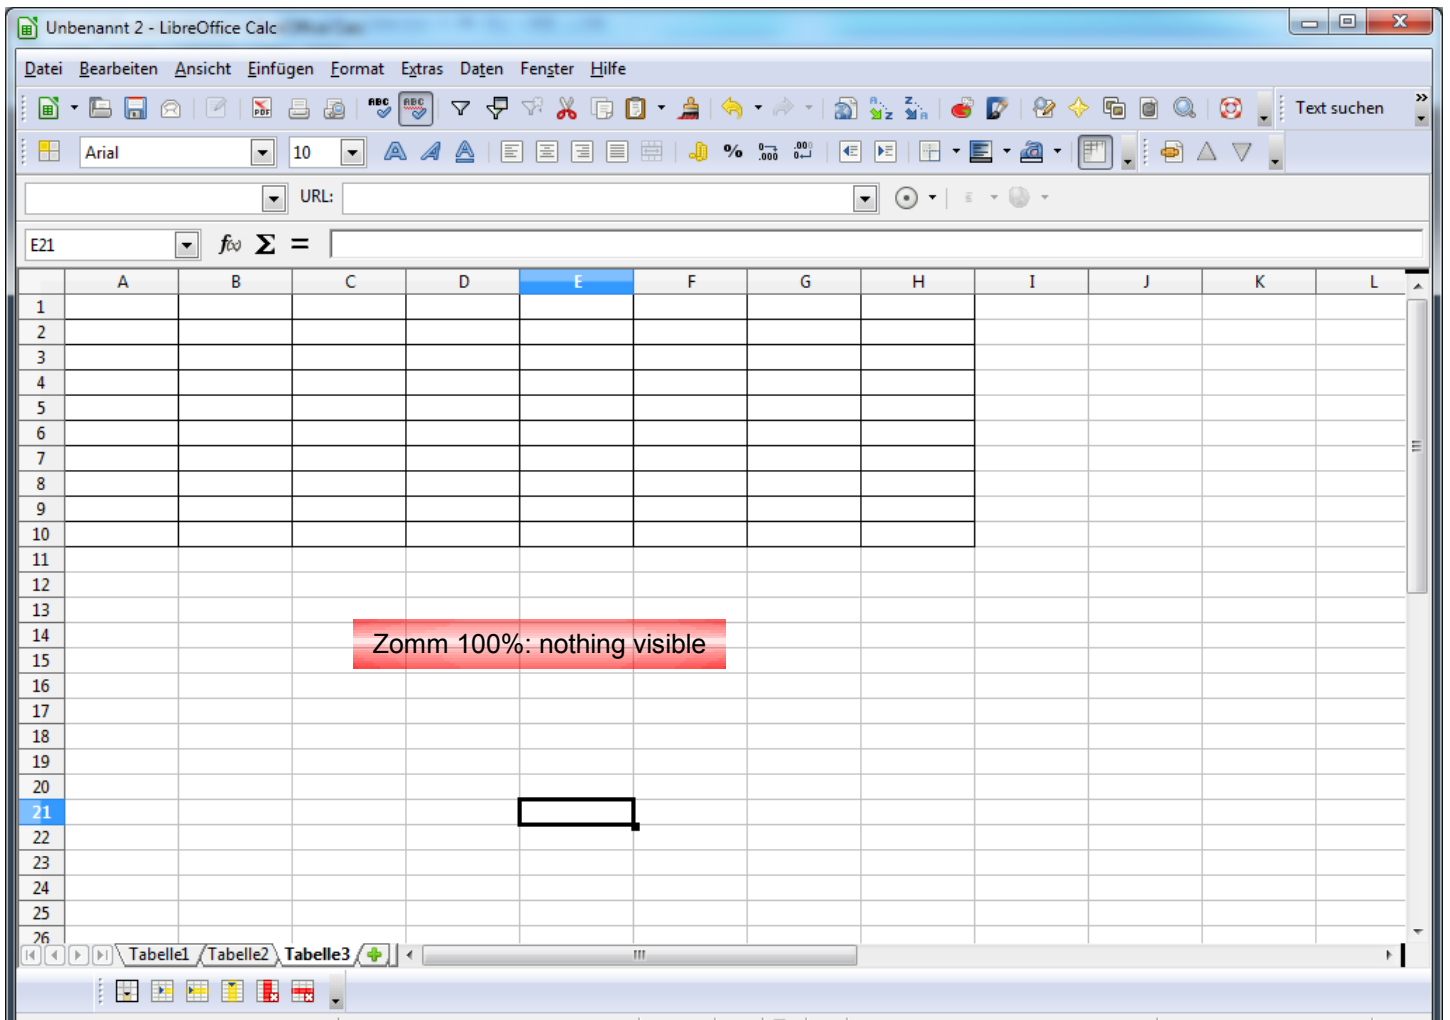 Unbenannt 2 - LibreOffice Calc
Datei Bearbeiten Ansicht Einfügen Format Extras Daten Fenster Hilfe
Text suchen
Arial 10
URL:
E21
A B C D E F G H I J K L
1
2
3
4
5
6
7
8
9
10
11
12
13
14
Zomm 100%: nothing visible
15
16
17
18
19
20
21
22
23
24
25
26
Tabelle1 Tabelle2 Tabelle3